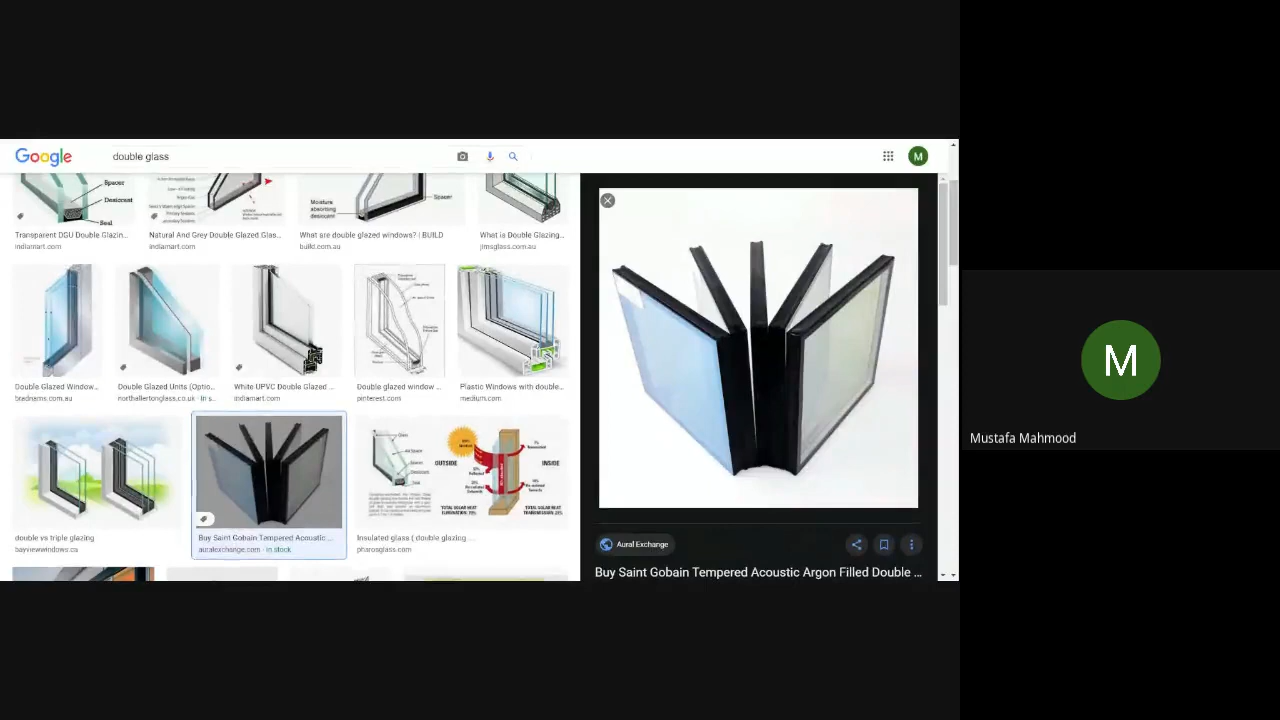 Google
double glass
M
Spacer
Desiccant
Seal
Transparent DGU Double Glazin...
indiamart.com
Natural And Grey Double Glazed Glas...
indiamart.com
Moisture
absorbing
desiccant
Spacer
What are double glazed windows? | BUILD
build.com.au
What is Double Glazing...
jimsglass.com.au
Double Glazed Window...
bradnams.com.au
Double Glazed Units (Optio...
northallertonglass.co.uk · In s...
White UPVC Double Glazed ...
indiamart.com
Double glazed window ...
pinterest.com
Plastic Windows with double...
medium.com
double vs triple glazing
bayviewwindows.ca
Buy Saint Gobain Tempered Acoustic ...
auralexchange.com · In stock
OUTSIDE
INSIDE
Insulated glass ( double glazing ...
pharosglass.com
Aural Exchange
Buy Saint Gobain Tempered Acoustic Argon Filled Double ...
M
Mustafa Mahmood